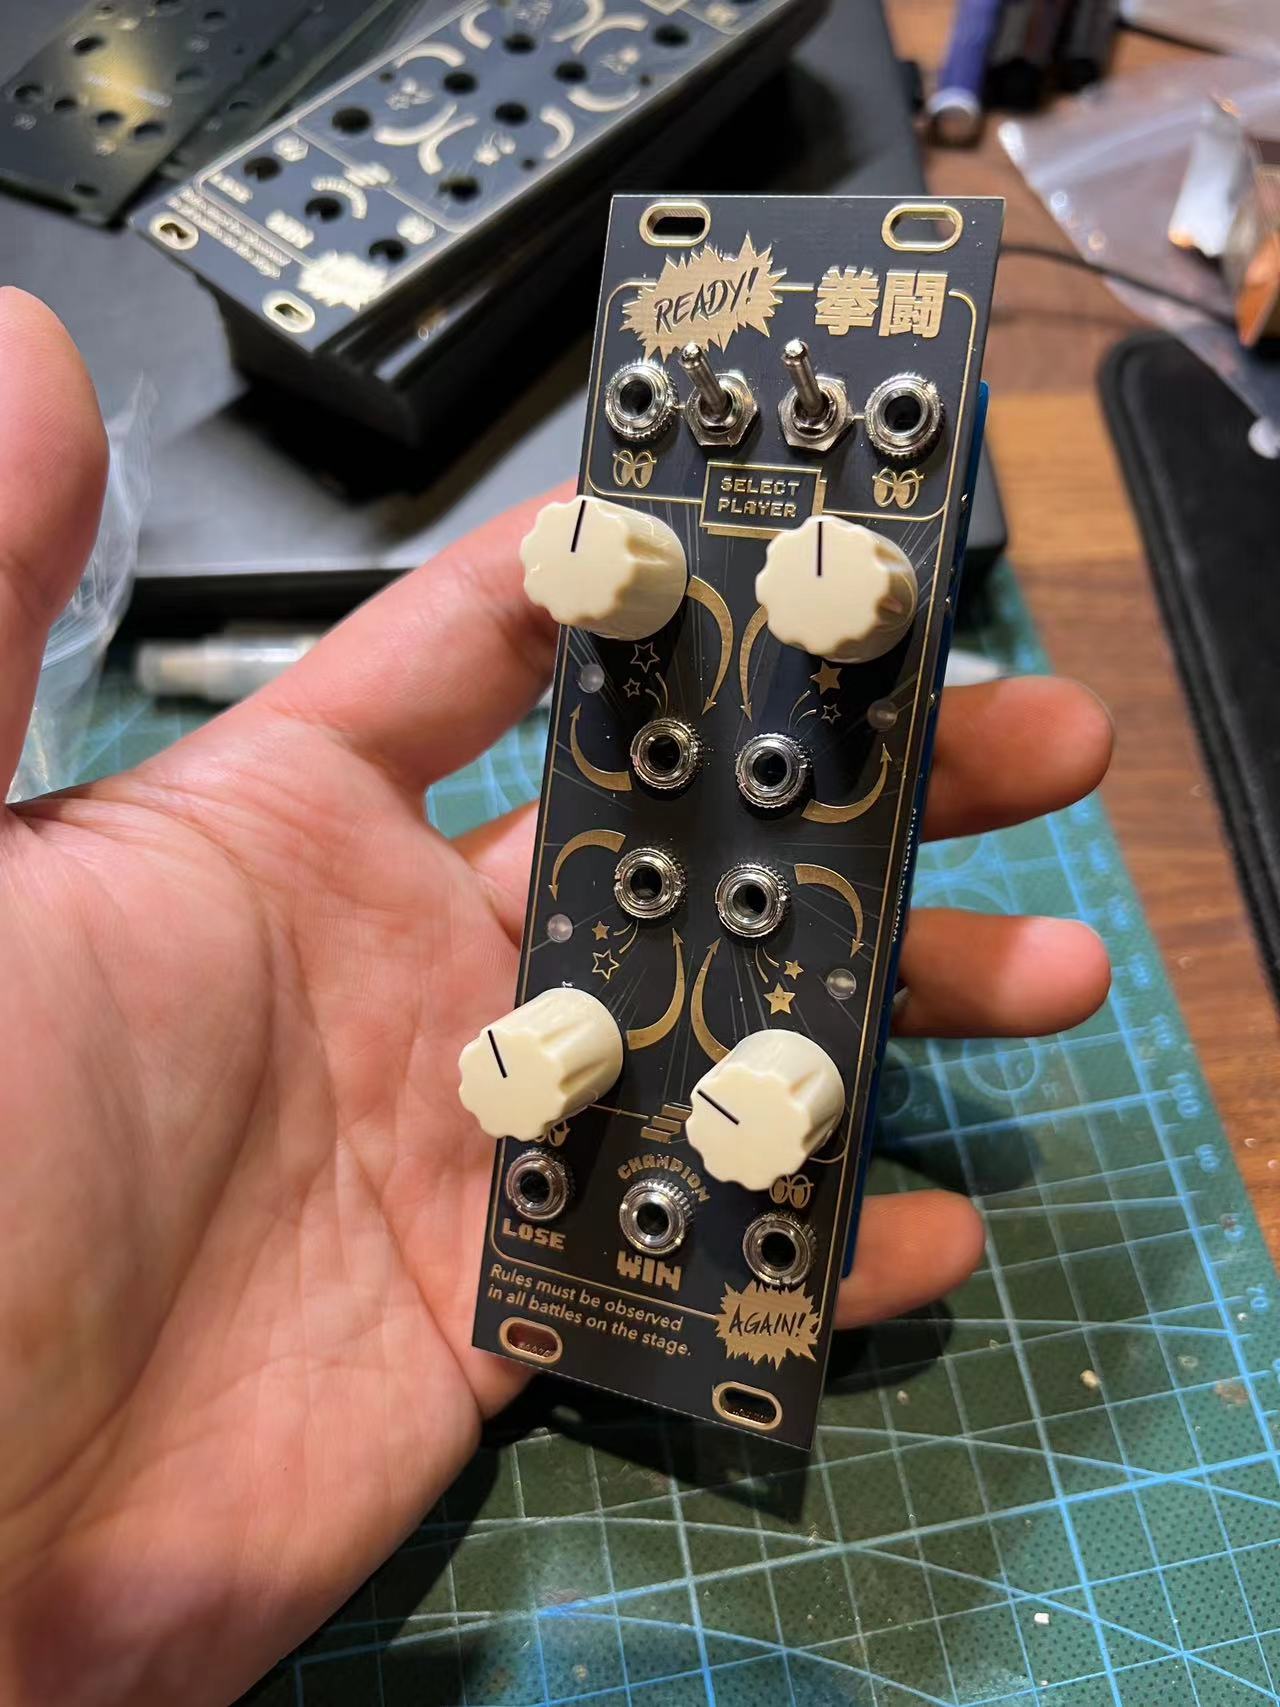 READY!
拳闘
SELECT
PLAYER
CHAMPION
LOSE
WIN
Rules must be observed
in all battles on the stage.
AGAIN!